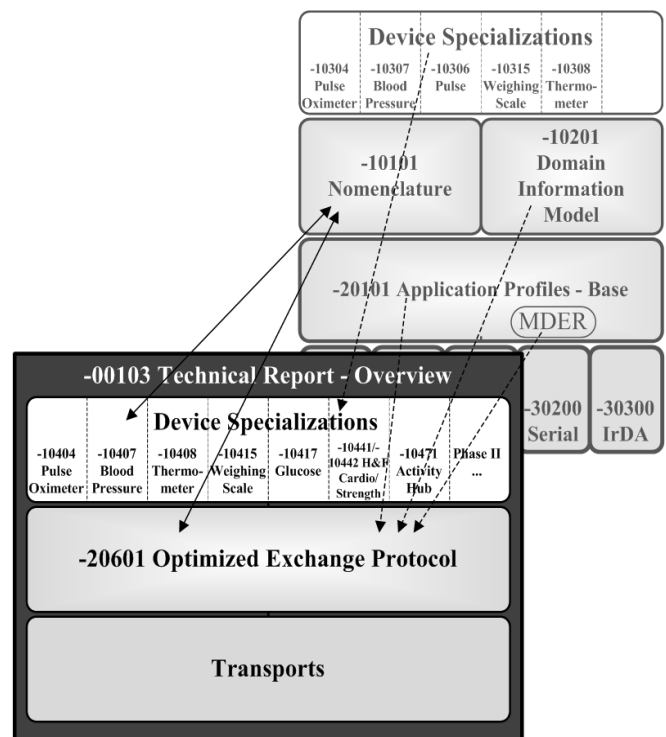 Device Specializations
-10304
Pulse
Oximeter
-10307
Blood
Pressure
-10306
Pulse
-10315
Weighing
Scale
-10308
Thermo-
meter
-10101
Nomenclature
-10201
Domain
Information
Model
-20101 Application Profiles - Base
MDER
-30200
Serial
-30300
IrDA
-00103 Technical Report - Overview
Device Specializations
-10404
Pulse
Oximeter
-10407
Blood
Pressure
-10408
Thermo-
meter
-10415
Weighing
Scale
-10417
Glucose
-10441/-
10442 H&F
Cardio/
Strength
-10471
Activity
Hub
Phase II
...
-20601 Optimized Exchange Protocol
Transports